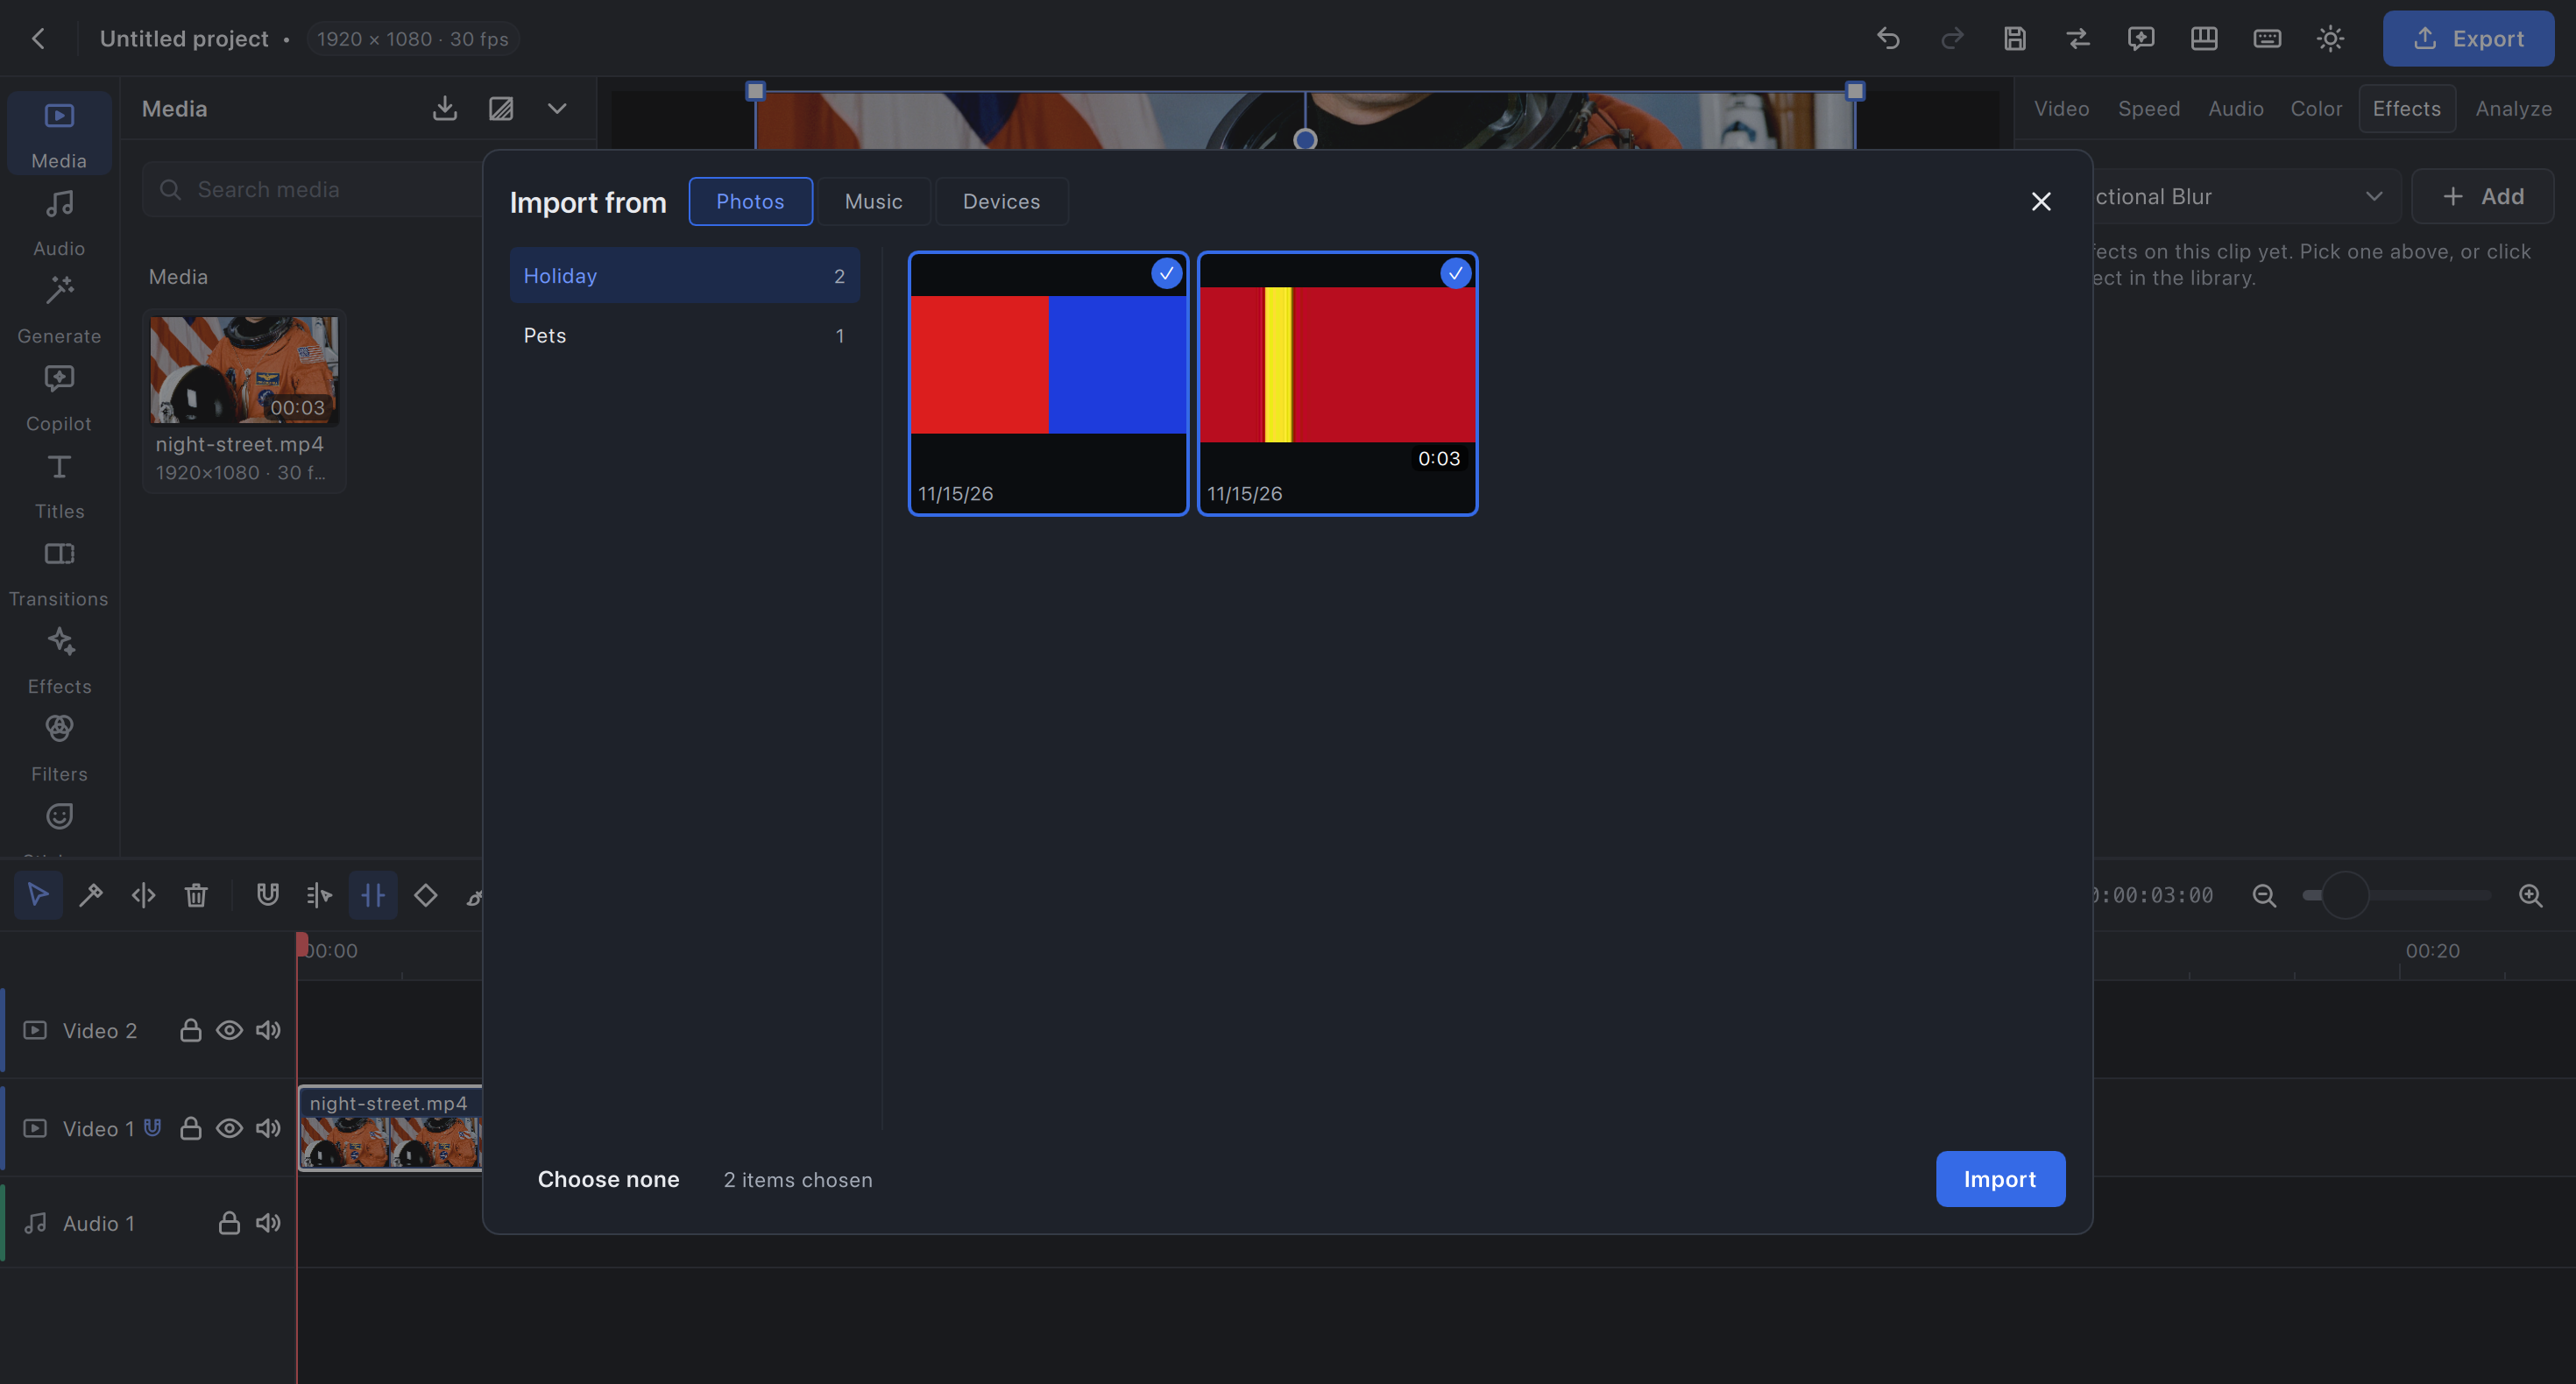 Untitled project • 1920 × 1080 · 30 fps
Export
Media
Audio
Generate
Copilot
Titles
Transitions
Effects
Filters
Media
Search media
Media
00:03
night-street.mp4
1920×1080 · 30 f…
Video Speed Audio Color Effects Analyze
ctional Blur
Add
ects on this clip yet. Pick one above, or click
ect in the library.
Import from
Photos Music Devices
Holiday 2
Pets 1
11/15/26
0:03
11/15/26
Choose none
2 items chosen
Import
:00:03:00
00:00
00:20
Video 2
Video 1
night-street.mp4
Audio 1